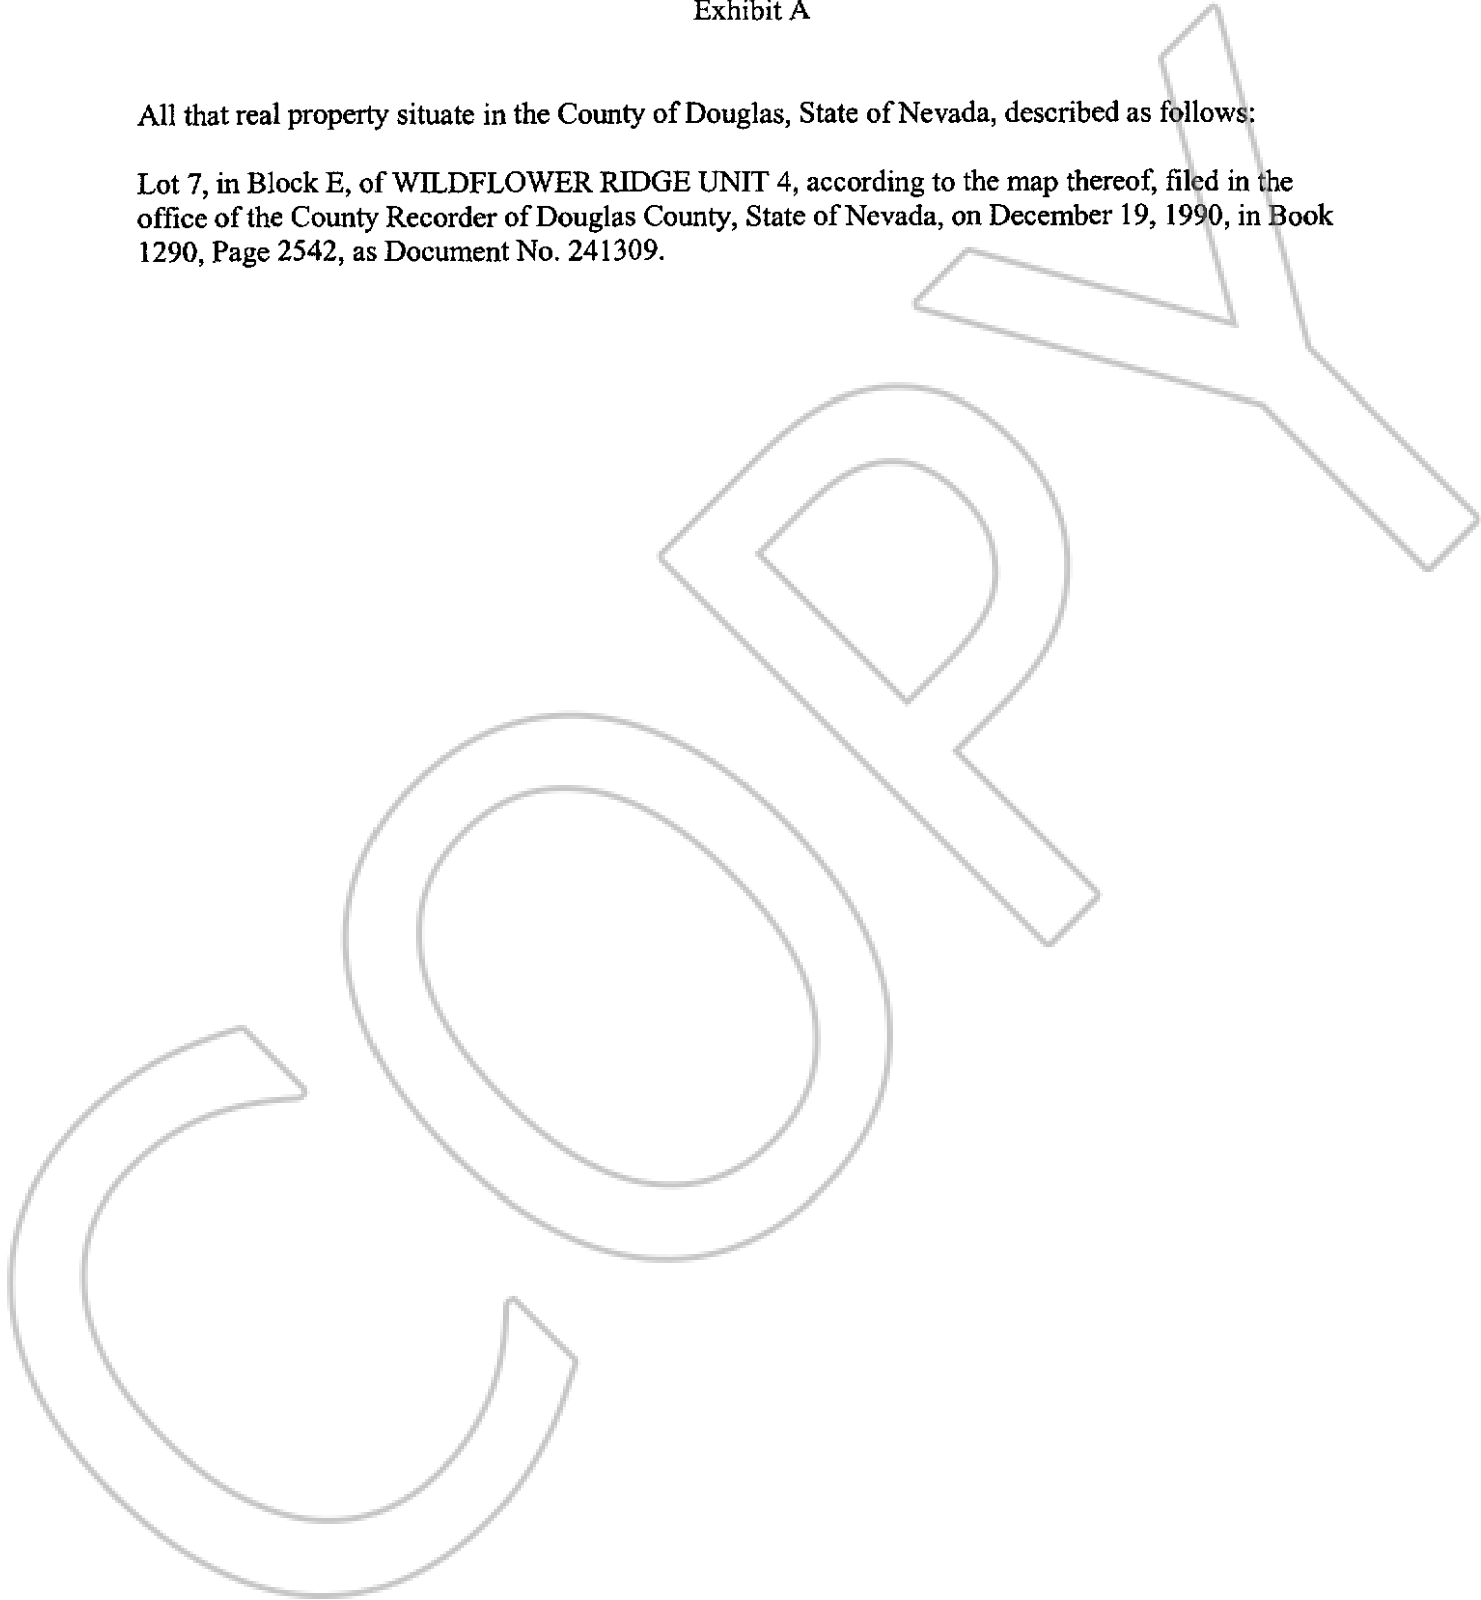 Exhibit A
All that real property situate in the County of Douglas, State of Nevada, described as follows:
Lot 7, in Block E, of WILDFLOWER RIDGE UNIT 4, according to the map thereof, filed in the
office of the County Recorder of Douglas County, State of Nevada, on December 19, 1990, in Book
1290, Page 2542, as Document No. 241309.
COPY